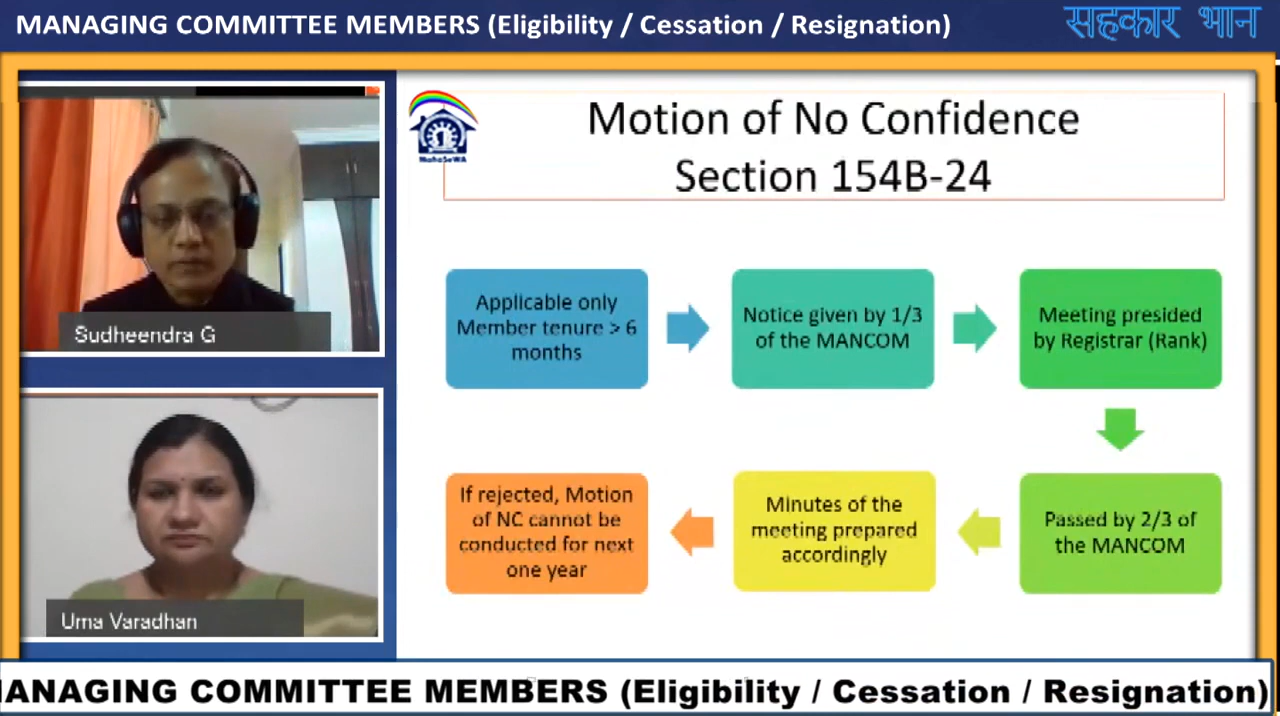 MANAGING COMMITTEE MEMBERS (Eligibility / Cessation / Resignation)
सहकार भान
Sudheendra G
Uma Varadhan
MahaSeWA
Motion of No Confidence
Section 154B-24
Applicable only
Member tenure > 6
months
Notice given by 1/3
of the MANCOM
Meeting presided
by Registrar (Rank)
Passed by 2/3 of
the MANCOM
Minutes of the
meeting prepared
accordingly
If rejected, Motion
of NC cannot be
conducted for next
one year
ANAGING COMMITTEE MEMBERS (Eligibility / Cessation / Resignation)